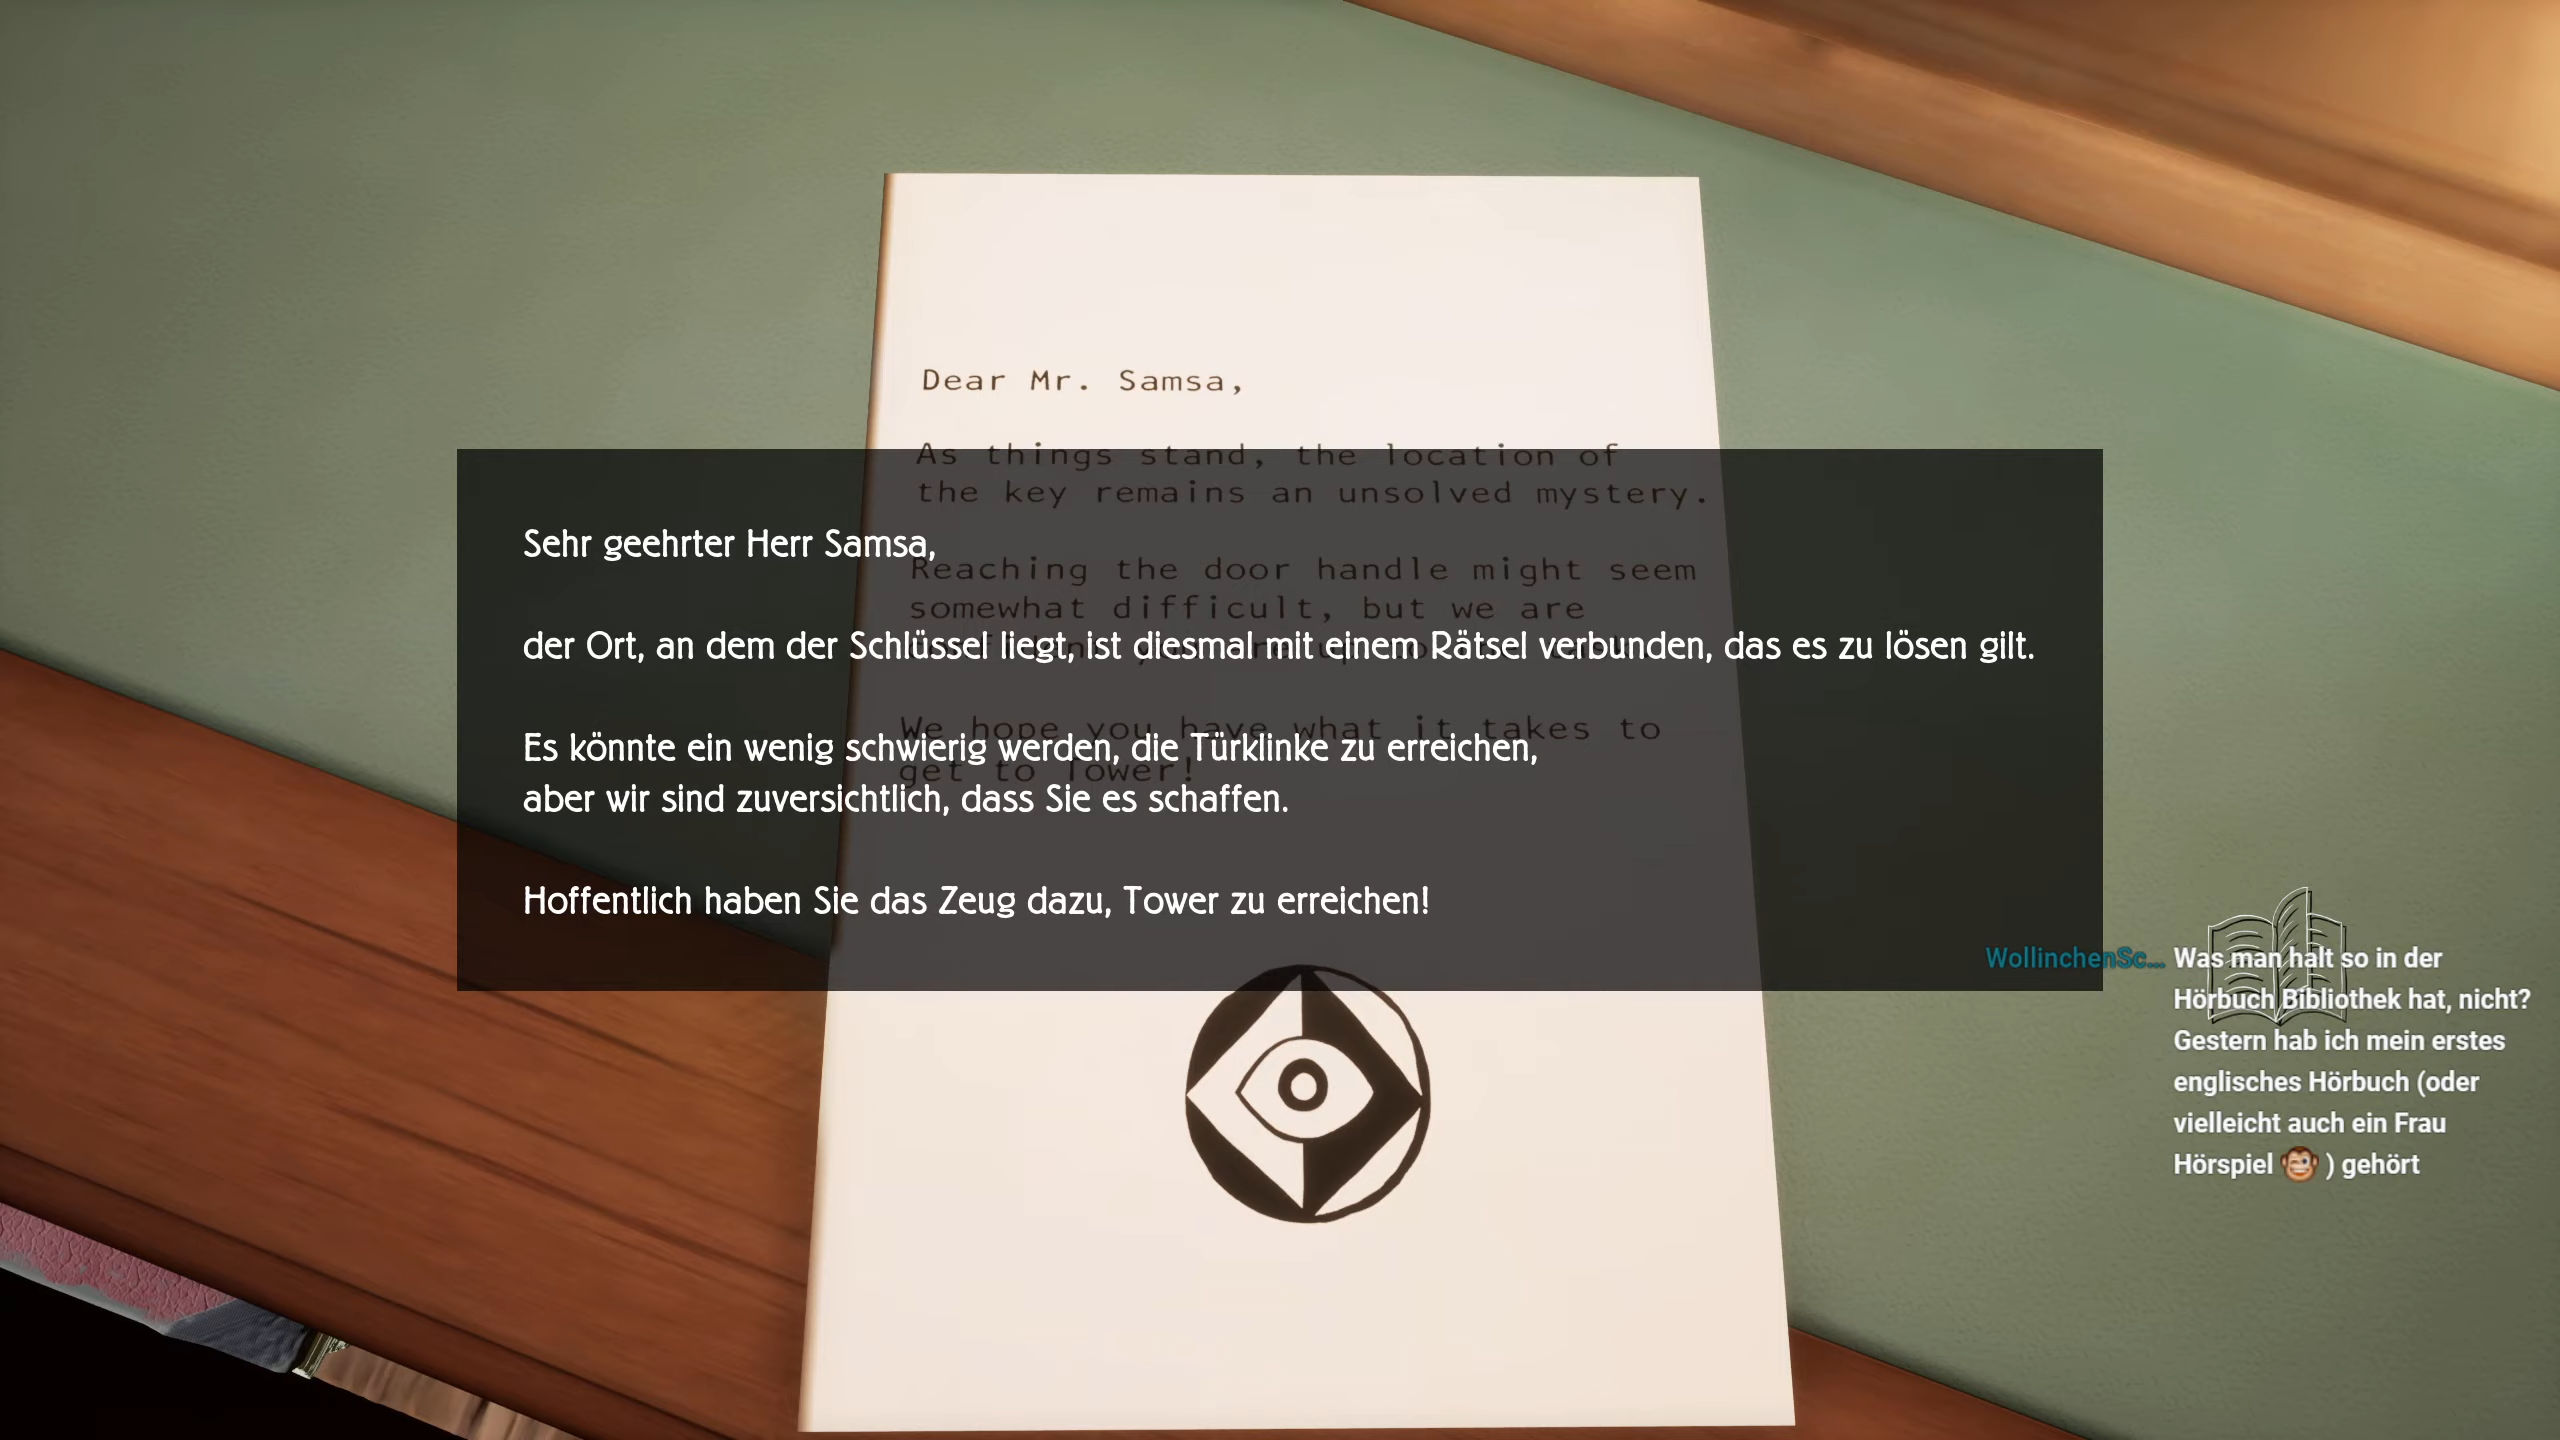 Dear Mr. Samsa,
As things stand, the location of
the key remains an unsolved mystery.
Reaching the door handle might seem
somewhat difficult, but we are
We hope you have what it takes to
get to Tower!
Sehr geehrter Herr Samsa,
der Ort, an dem der Schlüssel liegt, ist diesmal mit einem Rätsel verbunden, das es zu lösen gilt.
Es könnte ein wenig schwierig werden, die Türklinke zu erreichen,
aber wir sind zuversichtlich, dass Sie es schaffen.
Hoffentlich haben Sie das Zeug dazu, Tower zu erreichen!
WollinchenSc... Was man halt so in der
Hörbuch Bibliothek hat, nicht?
Gestern hab ich mein erstes
englisches Hörbuch (oder
vielleicht auch ein Frau
Hörspiel 🐵 ) gehört